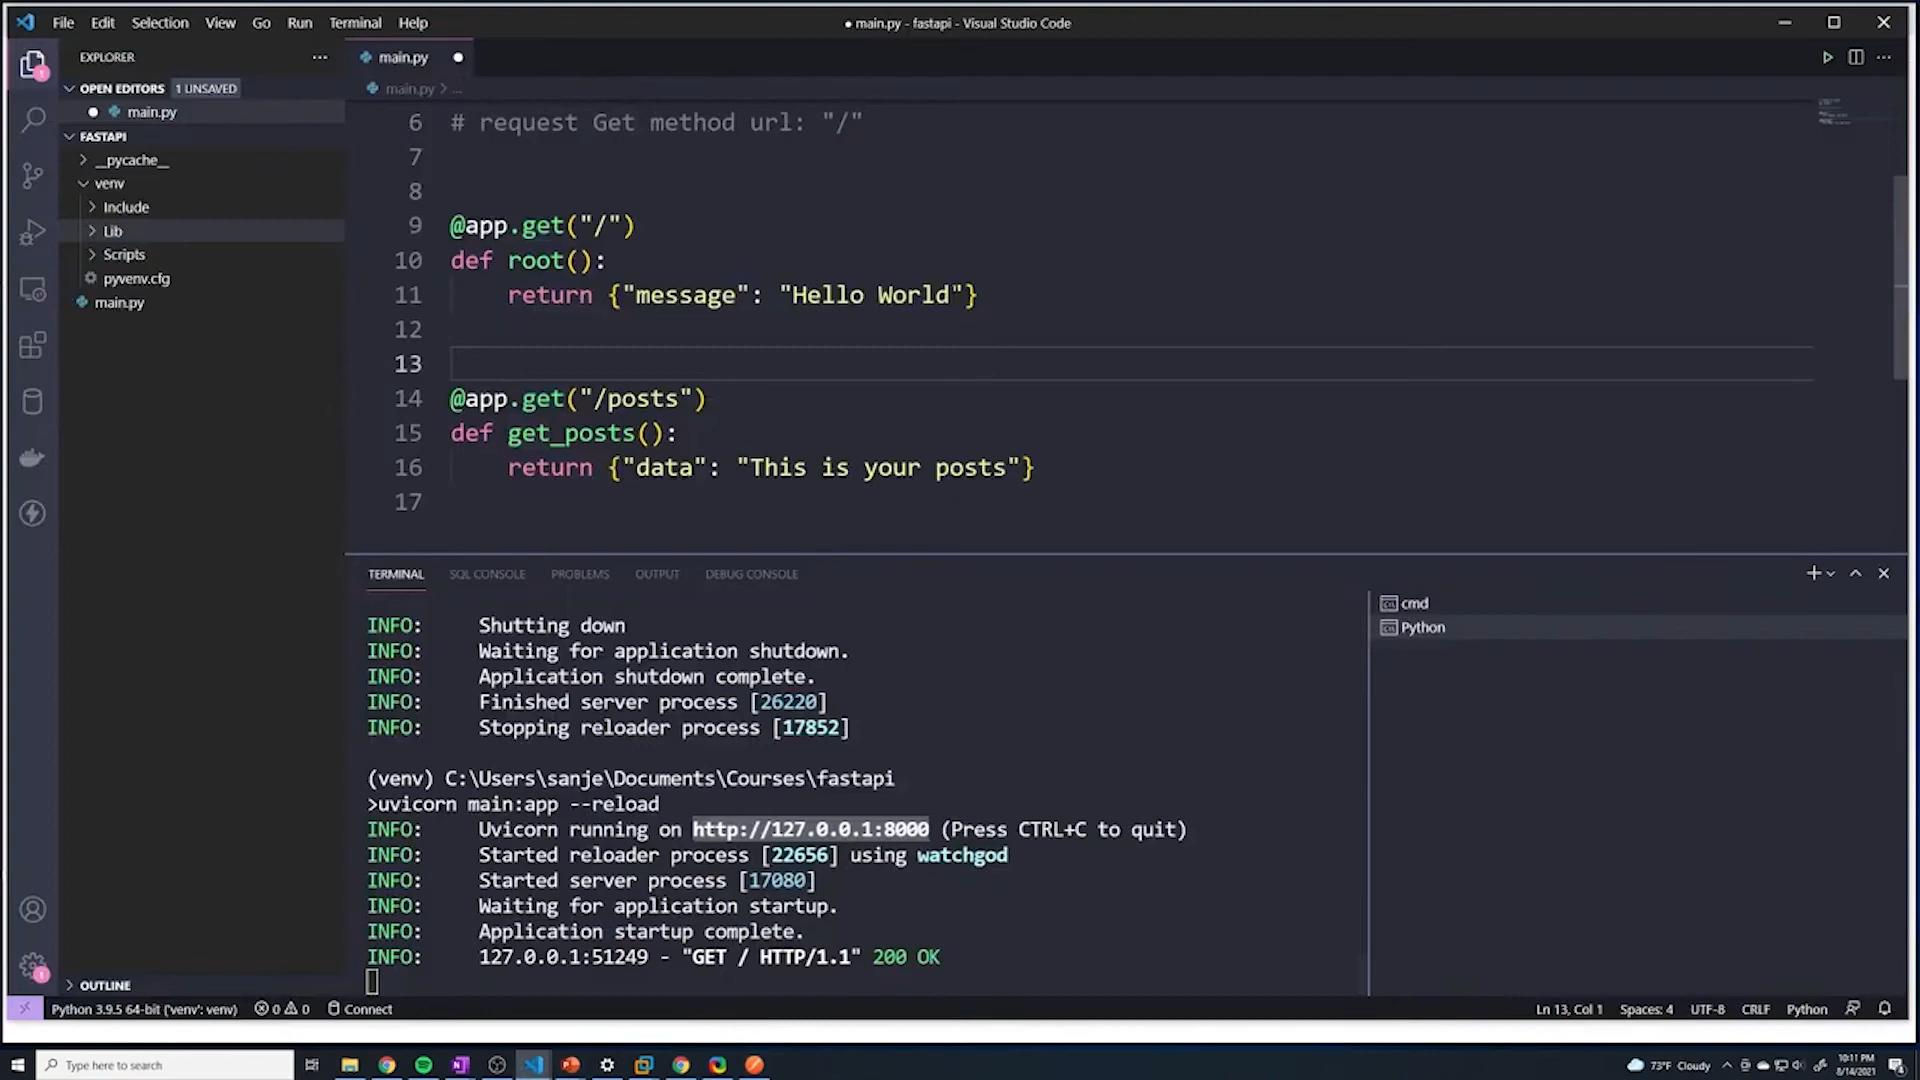 File Edit Selection View Go Run Terminal Help
● main.py - fastapi - Visual Studio Code
EXPLORER
main.py
OPEN EDITORS 1 UNSAVED
main.py
main.py > ...
FASTAPI
__pycache__
venv
Include
Lib
Scripts
pyvenv.cfg
main.py
6 # request Get method url: "/"
7
8
9 @app.get("/")
10 def root():
11 return {"message": "Hello World"}
12
13
14 @app.get("/posts")
15 def get_posts():
16 return {"data": "This is your posts"}
17
TERMINAL SQL CONSOLE PROBLEMS OUTPUT DEBUG CONSOLE
cmd
Python
INFO: Shutting down
INFO: Waiting for application shutdown.
INFO: Application shutdown complete.
INFO: Finished server process [26220]
INFO: Stopping reloader process [17852]
(venv) C:\Users\sanje\Documents\Courses\fastapi
>uvicorn main:app --reload
INFO: Uvicorn running on http://127.0.0.1:8000 (Press CTRL+C to quit)
INFO: Started reloader process [22656] using watchgod
INFO: Started server process [17080]
INFO: Waiting for application startup.
INFO: Application startup complete.
INFO: 127.0.0.1:51249 - "GET / HTTP/1.1" 200 OK
OUTLINE
Python 3.9.5 64-bit ('venv': venv) 0 0 Connect Ln 13, Col 1 Spaces: 4 UTF-8 CRLF Python
Type here to search
73°F Cloudy
10:11 PM
8/14/2021